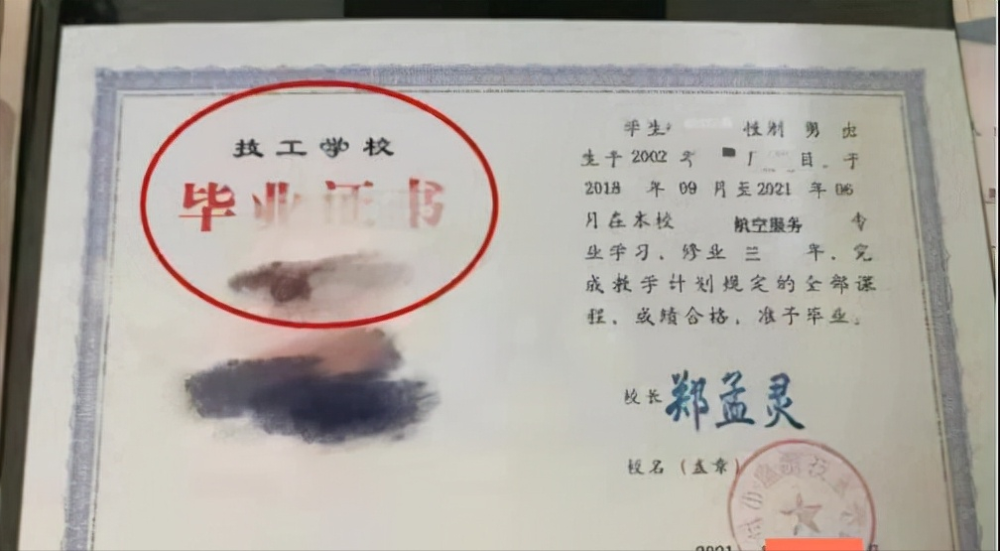 技工学校
毕业证书
学生 性别 男 出
生于2002 年 月 日。于
2018 年 09 月至2021 年 06
月在本校 航空服务 专
业学习，修业 三 年，完
成教学计划规定的全部课
程，成绩合格，准予毕业。
校长 郑孟灵
校名（盖章）
2021